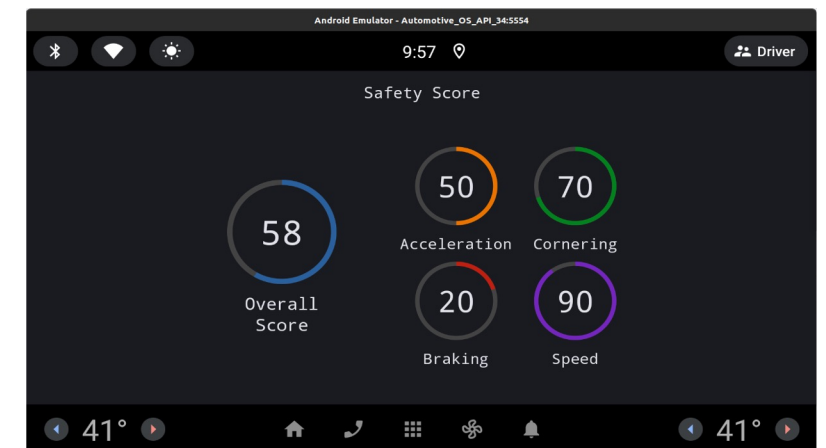 Android Emulator - Automotive_OS_API_34:5554
9:57
Driver
Safety Score
58
Overall
Score
50
Acceleration
70
Cornering
20
Braking
90
Speed
41°
41°